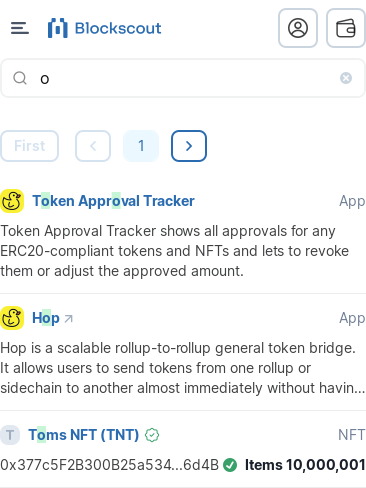 Blockscout
o
First
1
Token Approval Tracker
App
Token Approval Tracker shows all approvals for any
ERC20-compliant tokens and NFTs and lets to revoke
them or adjust the approved amount.
Hop
App
Hop is a scalable rollup-to-rollup general token bridge.
It allows users to send tokens from one rollup or
sidechain to another almost immediately without havin...
T
Toms NFT (TNT)
NFT
0x377c5F2B300B25a534...6d4B
Items 10,000,001